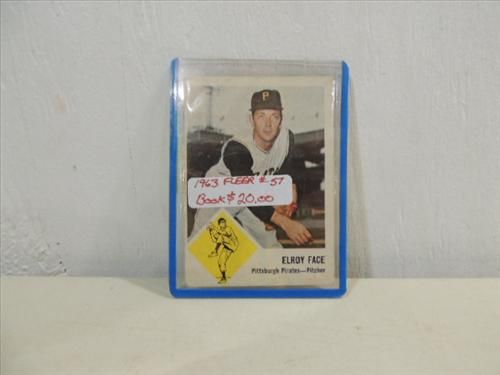 P
1963 FLEER # 57
Book $ 20.00
ELROY FACE
Pittsburgh Pirates—Pitcher